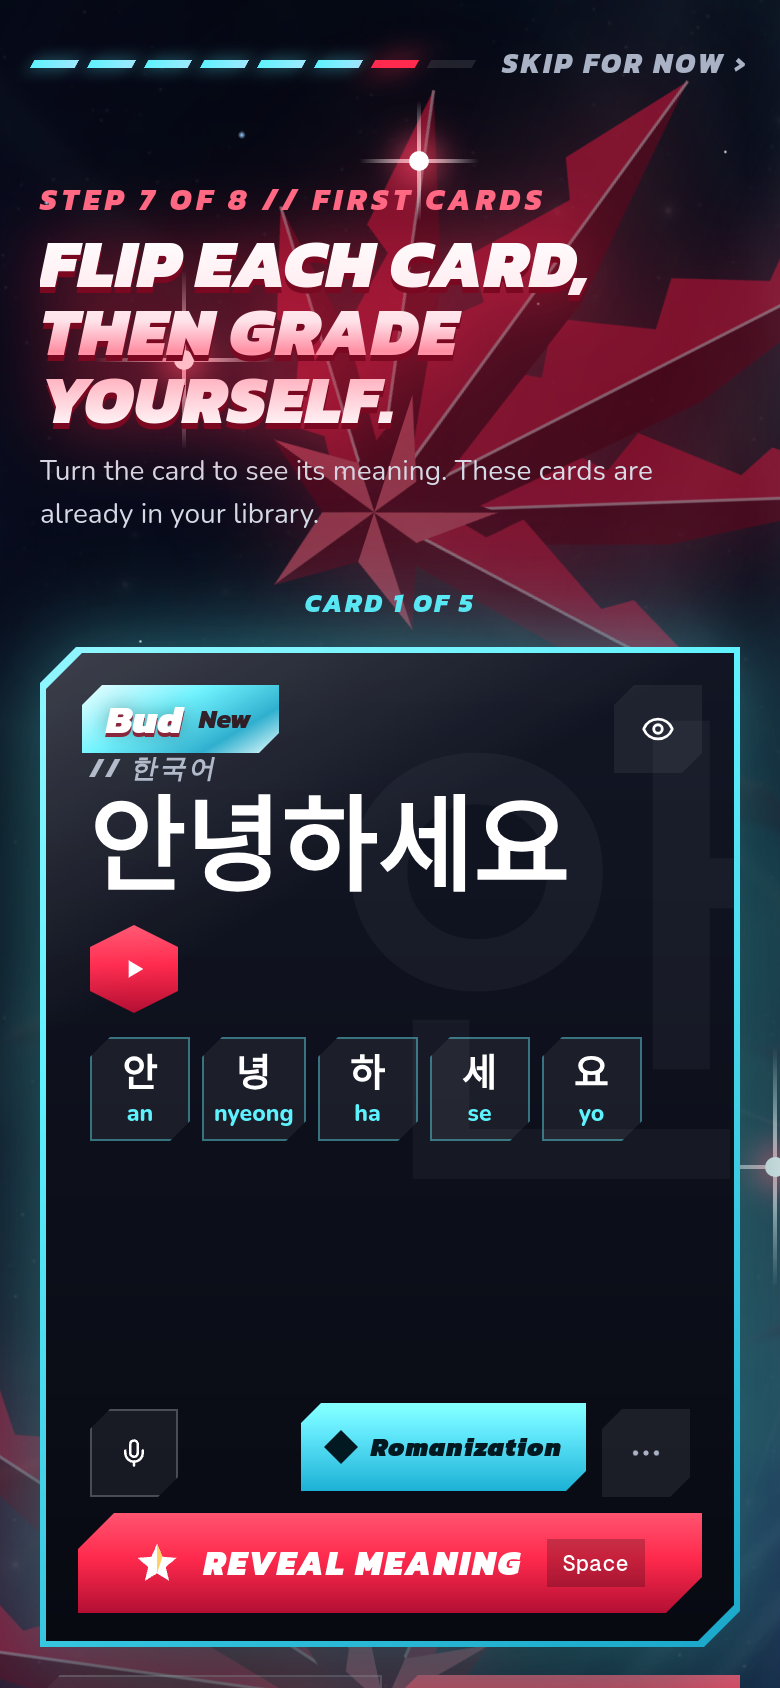 SKIP FOR NOW >
STEP 7 OF 8 // FIRST CARDS
FLIP EACH CARD,
THEN GRADE
YOURSELF.
Turn the card to see its meaning. These cards are
already in your library.
CARD 1 OF 5
Bud New
// 한국어
안녕하세요
안 녕 하 세 요
an nyeong ha se yo
Romanization
REVEAL MEANING Space